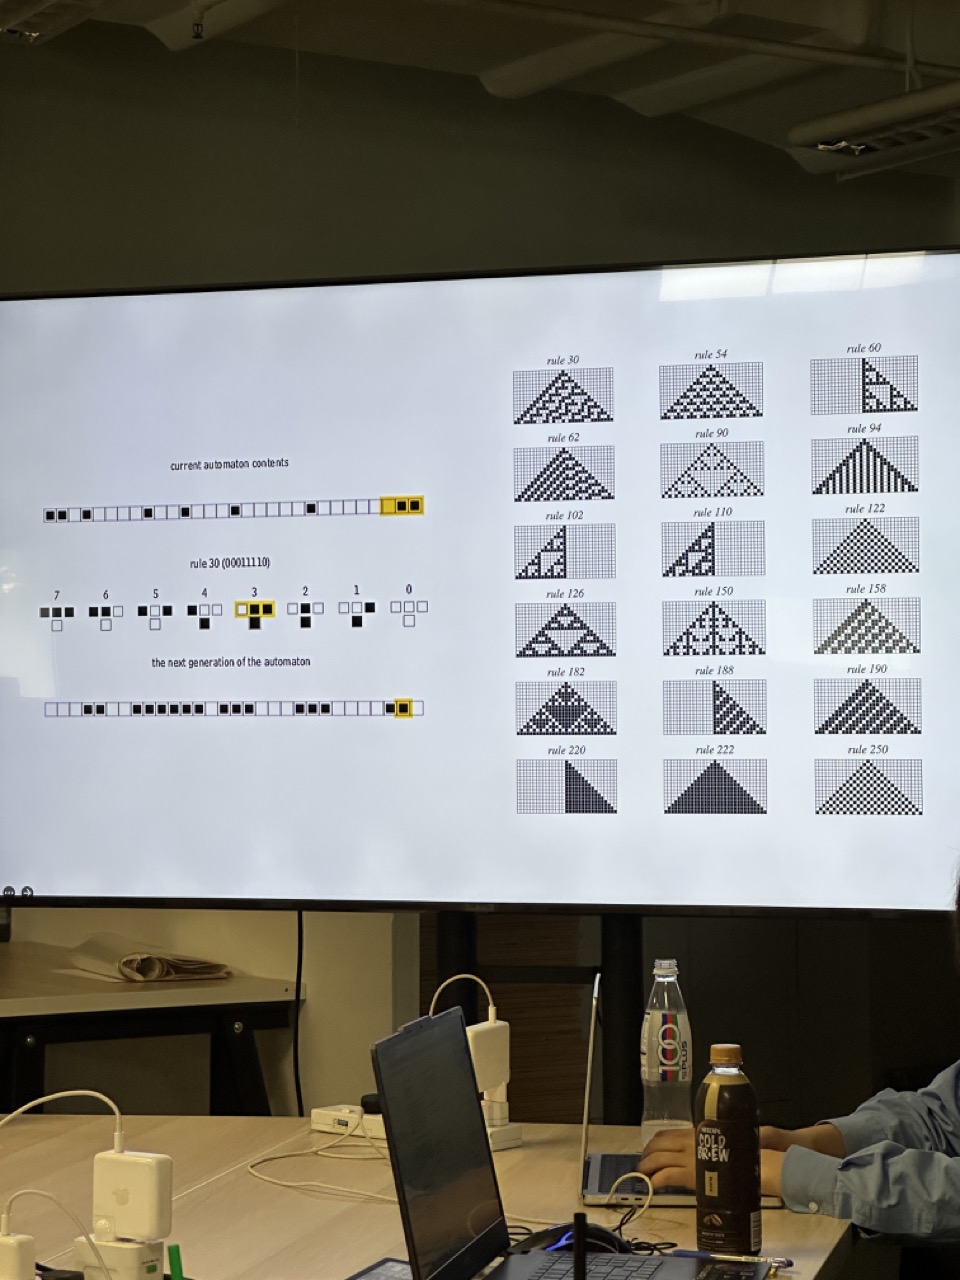 current automaton contents
rule 30 (00011110)
7 6 5 4 3 2 1 0
the next generation of the automaton
rule 30 rule 54 rule 60
rule 62 rule 90 rule 94
rule 102 rule 110 rule 122
rule 126 rule 150 rule 158
rule 182 rule 188 rule 190
rule 220 rule 222 rule 250
100
PLUS
NESCAFÉ
COLD
BREW